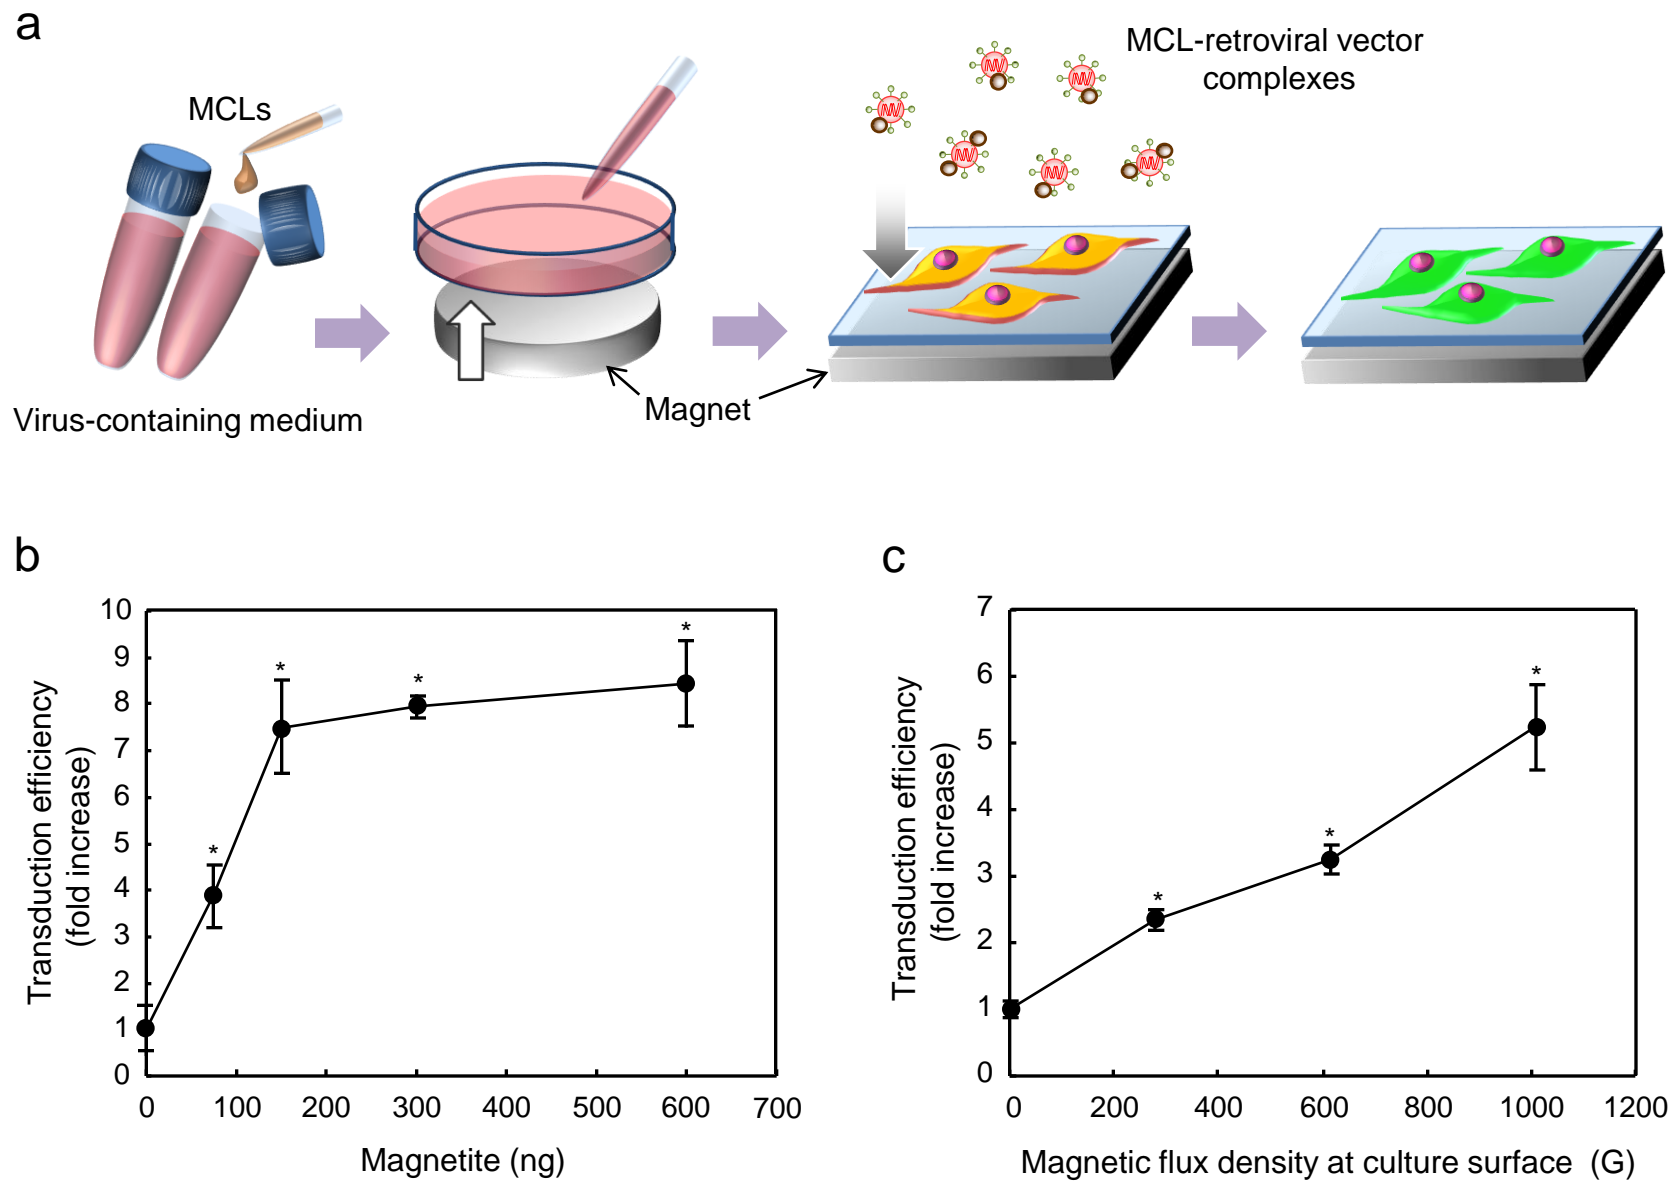 a
MCLs
MCL-retroviral vector
complexes
Magnet
Virus-containing medium
b
10
9
8
7
6
5
4
3
2
1
0
Transduction efficiency
(fold increase)
*
*
*
*
0 100 200 300 400 500 600 700
Magnetite (ng)
c
7
6
5
4
3
2
1
0
Transduction efficiency
(fold increase)
*
*
*
0 200 400 600 800 1000 1200
Magnetic flux density at culture surface (G)